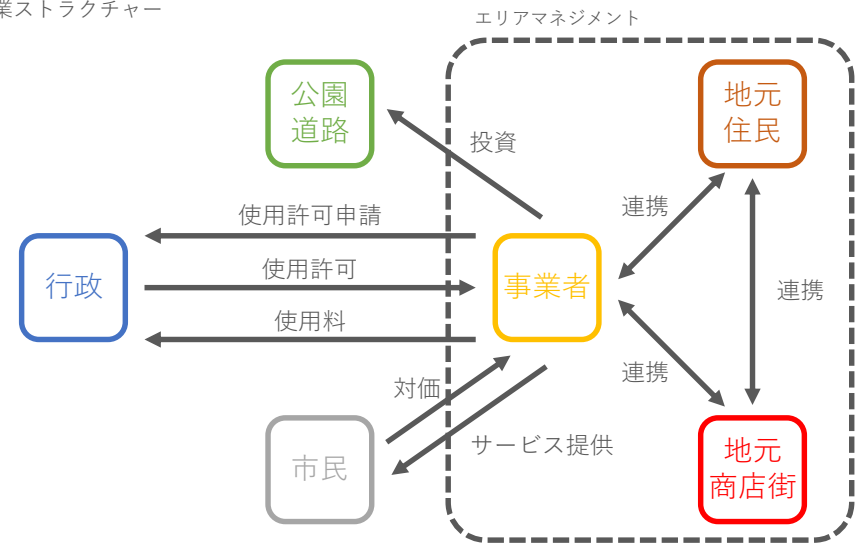 業ストラクチャー
エリアマネジメント
公園
道路
地元
住民
投資
使用許可申請
連携
行政
使用許可
事業者
連携
使用料
連携
対価
サービス提供
市民
地元
商店街